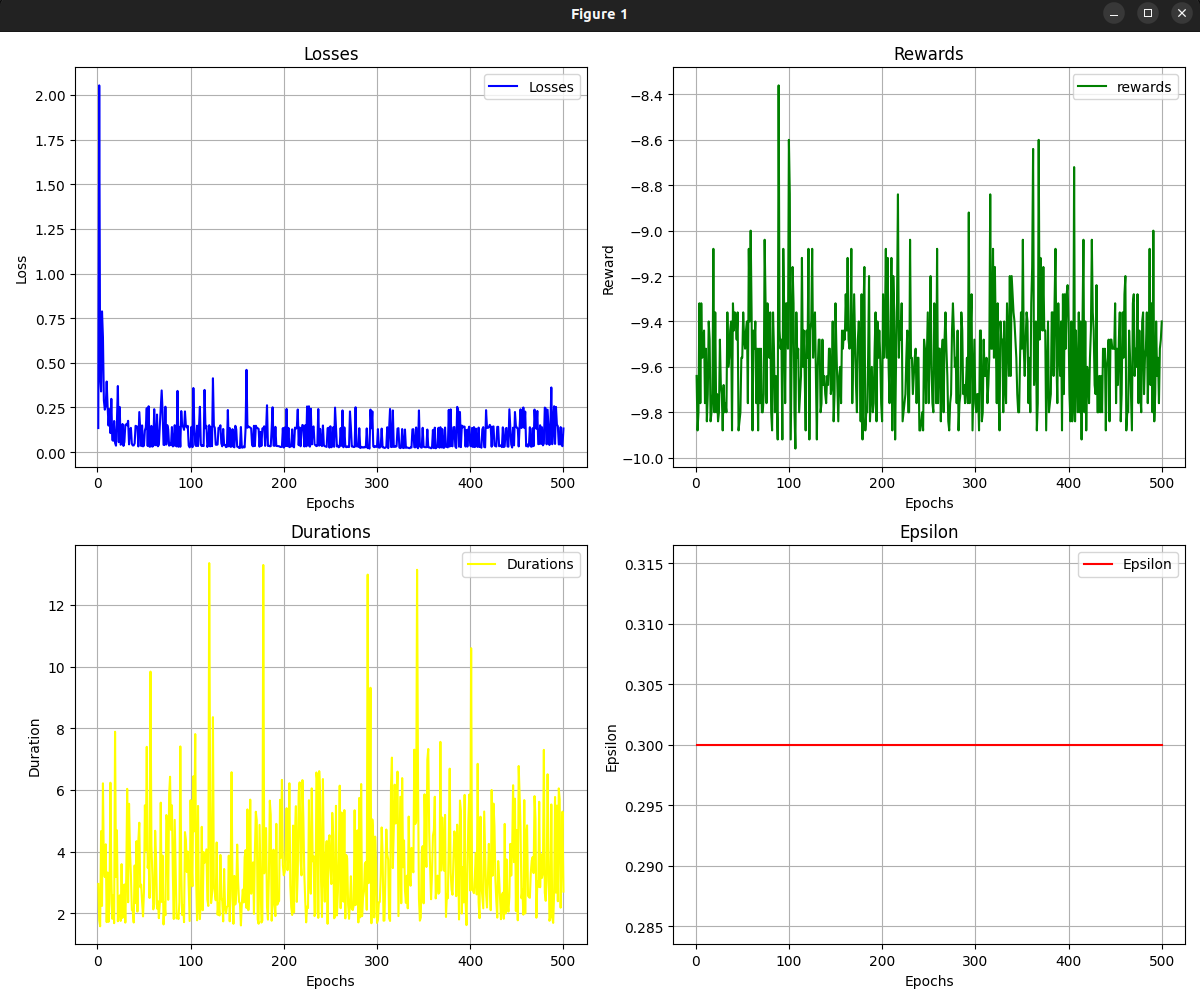 Figure 1
Losses
Losses
2.00
1.75
1.50
1.25
1.00
0.75
0.50
0.25
0.00
Loss
0 100 200 300 400 500
Epochs
Rewards
rewards
−8.4
−8.6
−8.8
−9.0
−9.2
−9.4
−9.6
−9.8
−10.0
Reward
0 100 200 300 400 500
Epochs
Durations
Durations
12
10
8
6
4
2
Duration
0 100 200 300 400 500
Epochs
Epsilon
Epsilon
0.315
0.310
0.305
0.300
0.295
0.290
0.285
Epsilon
0 100 200 300 400 500
Epochs